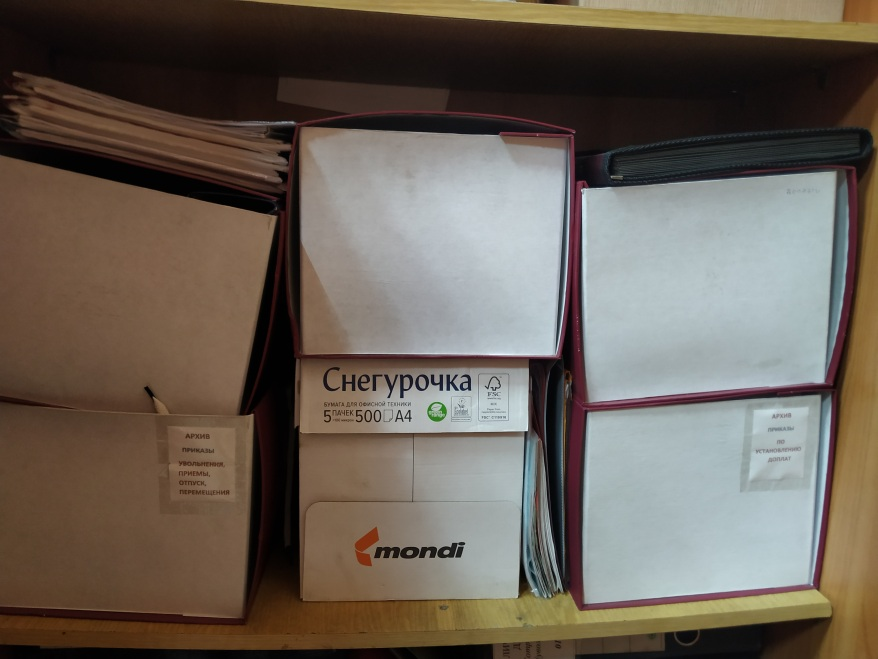 Снегурочка
БУМАГА ДЛЯ ОФИСНОЙ ТЕХНИКИ
5 ПАЧЕК 500 А4
FSC
mondi
АРХИВ
ПРИКАЗЫ
УВОЛЬНЕНИЯ,
ПРИЕМЫ,
ОТПУСК,
ПЕРЕМЕЩЕНИЯ
АРХИВ
ПРИКАЗЫ
ПО
УСТАНОВЛЕНИЮ
ДОПЛАТ